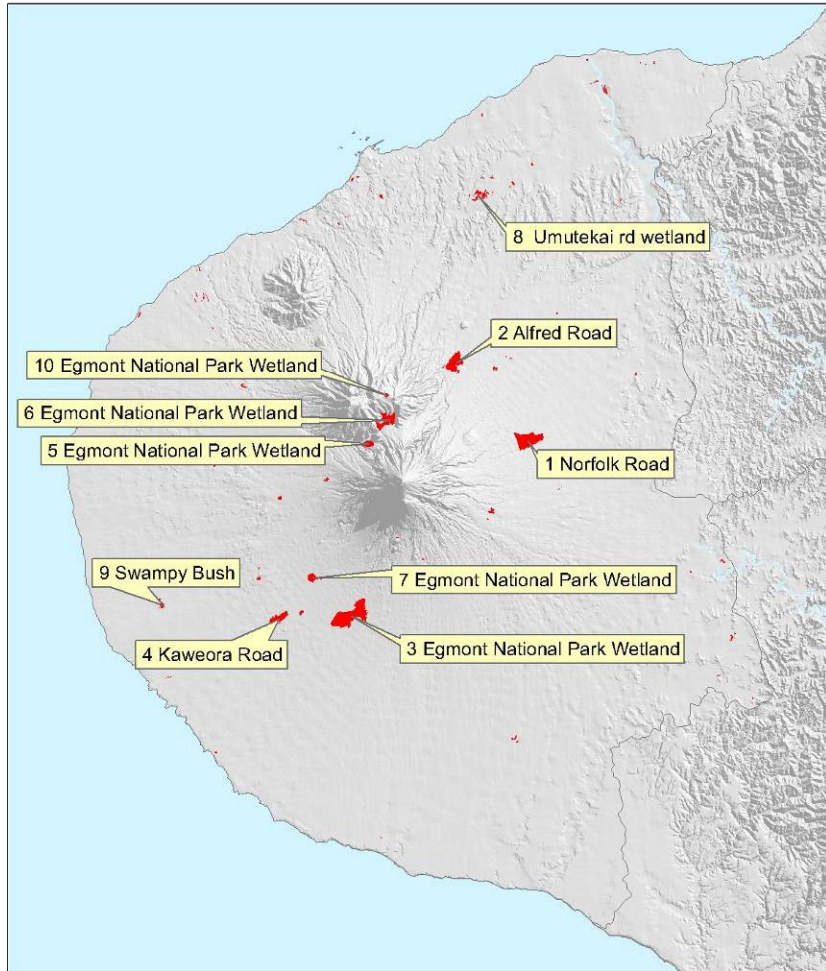 8 Umutekai rd wetland
2 Alfred Road
10 Egmont National Park Wetland
6 Egmont National Park Wetland
5 Egmont National Park Wetland
1 Norfolk Road
9 Swampy Bush
7 Egmont National Park Wetland
4 Kaweora Road
3 Egmont National Park Wetland